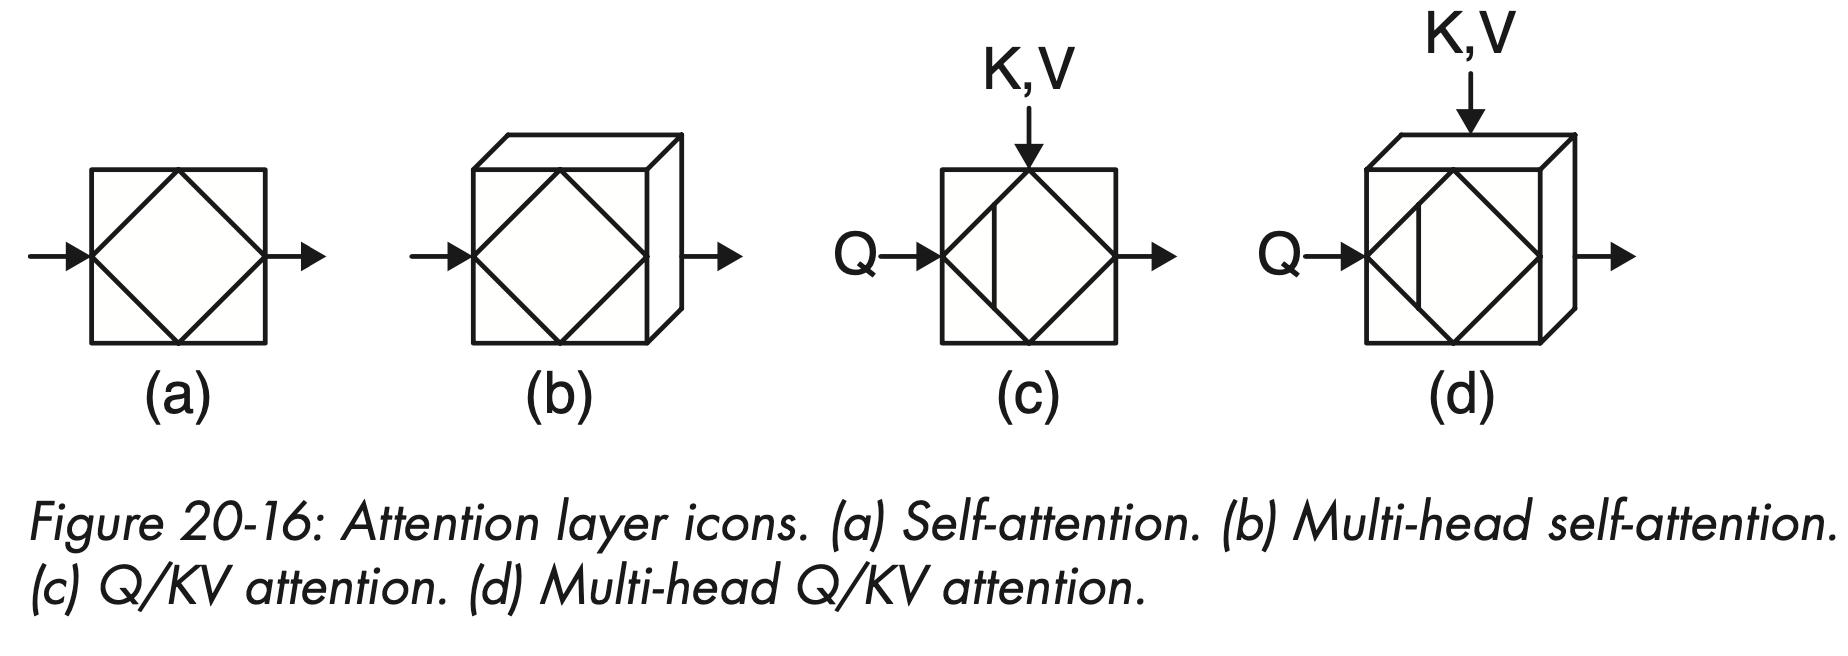 K,V
K,V
Q
Q
(a)
(b)
(c)
(d)
Figure 20-16: Attention layer icons. (a) Self-attention. (b) Multi-head self-attention.
(c) Q/KV attention. (d) Multi-head Q/KV attention.